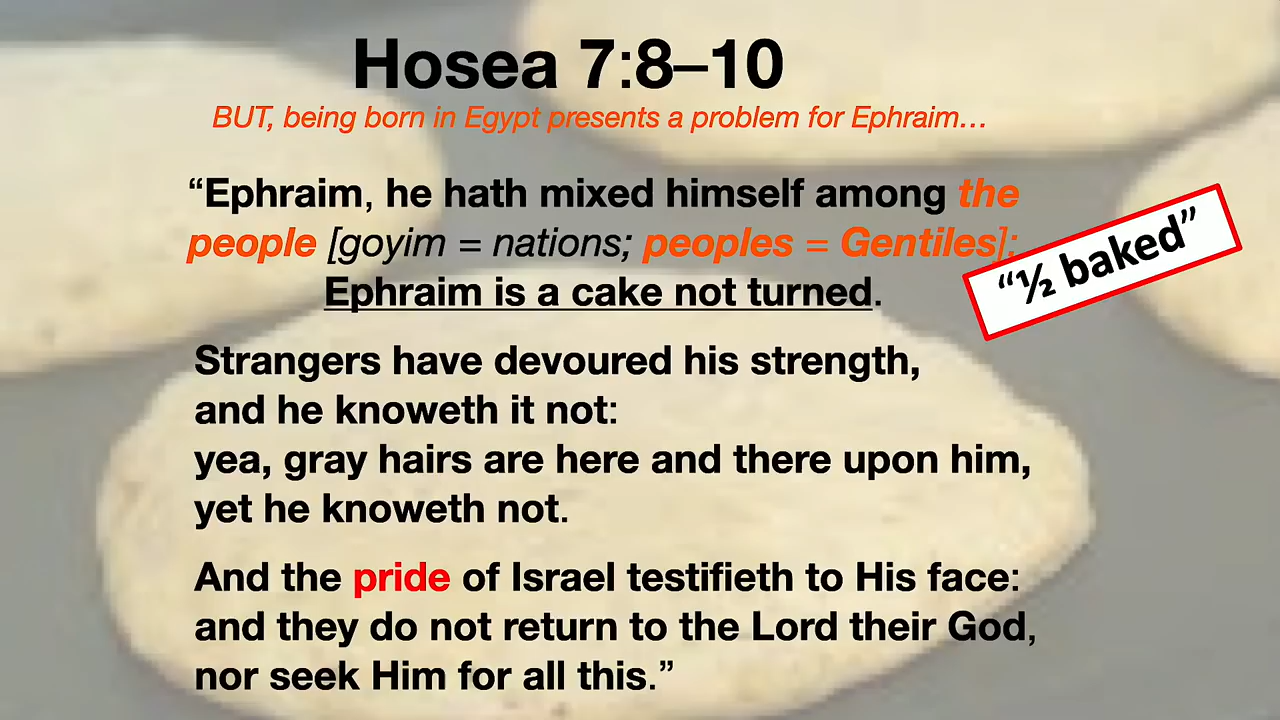 Hosea 7:8–10
BUT, being born in Egypt presents a problem for Ephraim…
“Ephraim, he hath mixed himself among the
people [goyim = nations; peoples = Gentiles]:
Ephraim is a cake not turned.
“½ baked”
Strangers have devoured his strength,
and he knoweth it not:
yea, gray hairs are here and there upon him,
yet he knoweth not.
And the pride of Israel testifieth to His face:
and they do not return to the Lord their God,
nor seek Him for all this.”